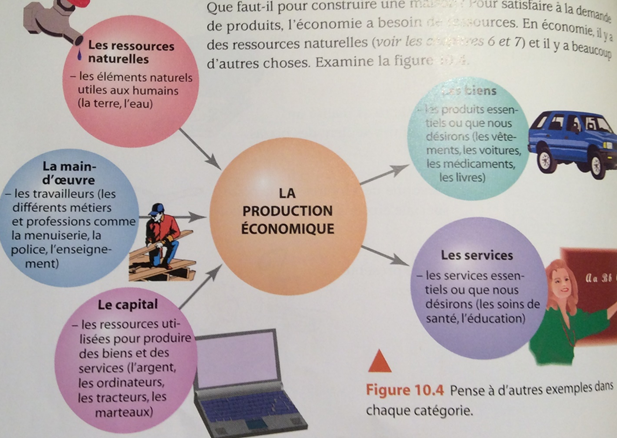 Que faut-il pour construire une Pour satisfaire à la demande
de produits, l'économie a besoin de ressources. En économie, il y a
des ressources naturelles (voir les chapitres 6 et 7) et il y a beaucoup
d'autres choses. Examine la figure 10.4.
Les ressources
naturelles
– les éléments naturels
utiles aux humains
(la terre, l'eau)
La main-
d'œuvre
– les travailleurs (les
différents métiers
et professions comme
la menuiserie, la
police, l'enseigne-
ment)
Le capital
– les ressources uti-
lisées pour produire
des biens et des
services (l'argent,
les ordinateurs,
les tracteurs, les
marteaux)
LA
PRODUCTION
ÉCONOMIQUE
Les biens
– les produits essen-
tiels ou que nous
désirons (les vête-
ments, les voitures,
les médicaments,
les livres)
Les services
– les services essen-
tiels ou que nous
désirons (les soins de
santé, l'éducation)
Aa Bb
Figure 10.4 Pense à d'autres exemples dans
chaque catégorie.